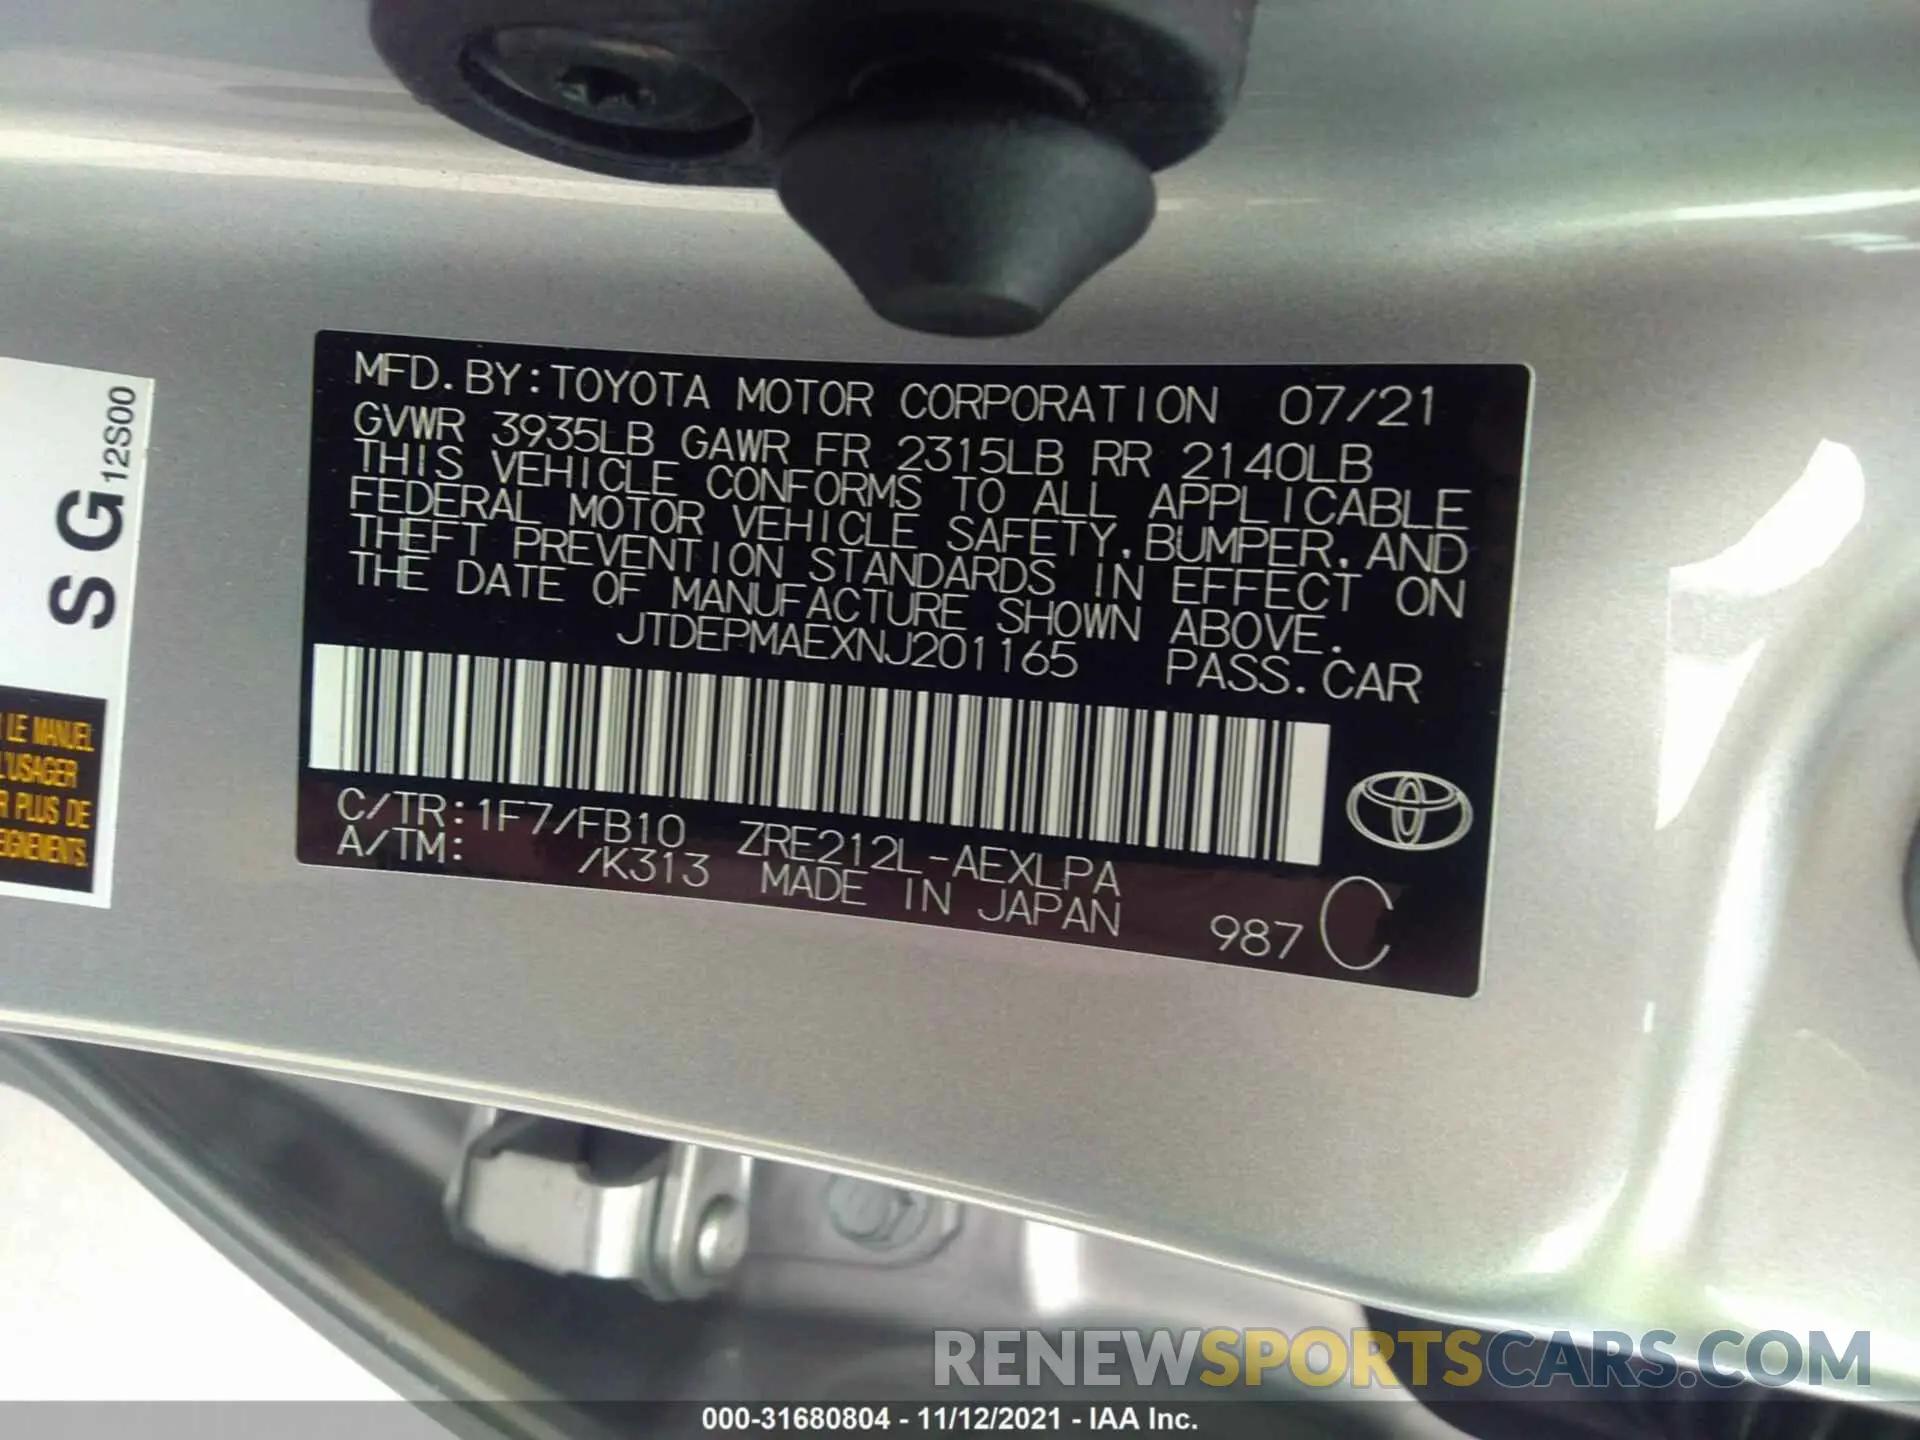 MFD. BY: TOYOTA MOTOR CORPORATION 07/21
GVWR 3935LB GAWR FR 2315LB RR 2140LB
THIS VEHICLE CONFORMS TO ALL APPLICABLE
FEDERAL MOTOR VEHICLE SAFETY, BUMPER, AND
THEFT PREVENTION STANDARDS IN EFFECT ON
THE DATE OF MANUFACTURE SHOWN ABOVE.
JTDEPMAEXNJ201165 PASS. CAR
C/TR: 1F7/FB10 ZRE212L-AEXLPA
A/TM: /K313 MADE IN JAPAN
987 C
S G 12S00
LE MANUEL
L'USAGER
PLUS DE
RENEWSPORTSCARS.COM
000-31680804 - 11/12/2021 - IAA Inc.